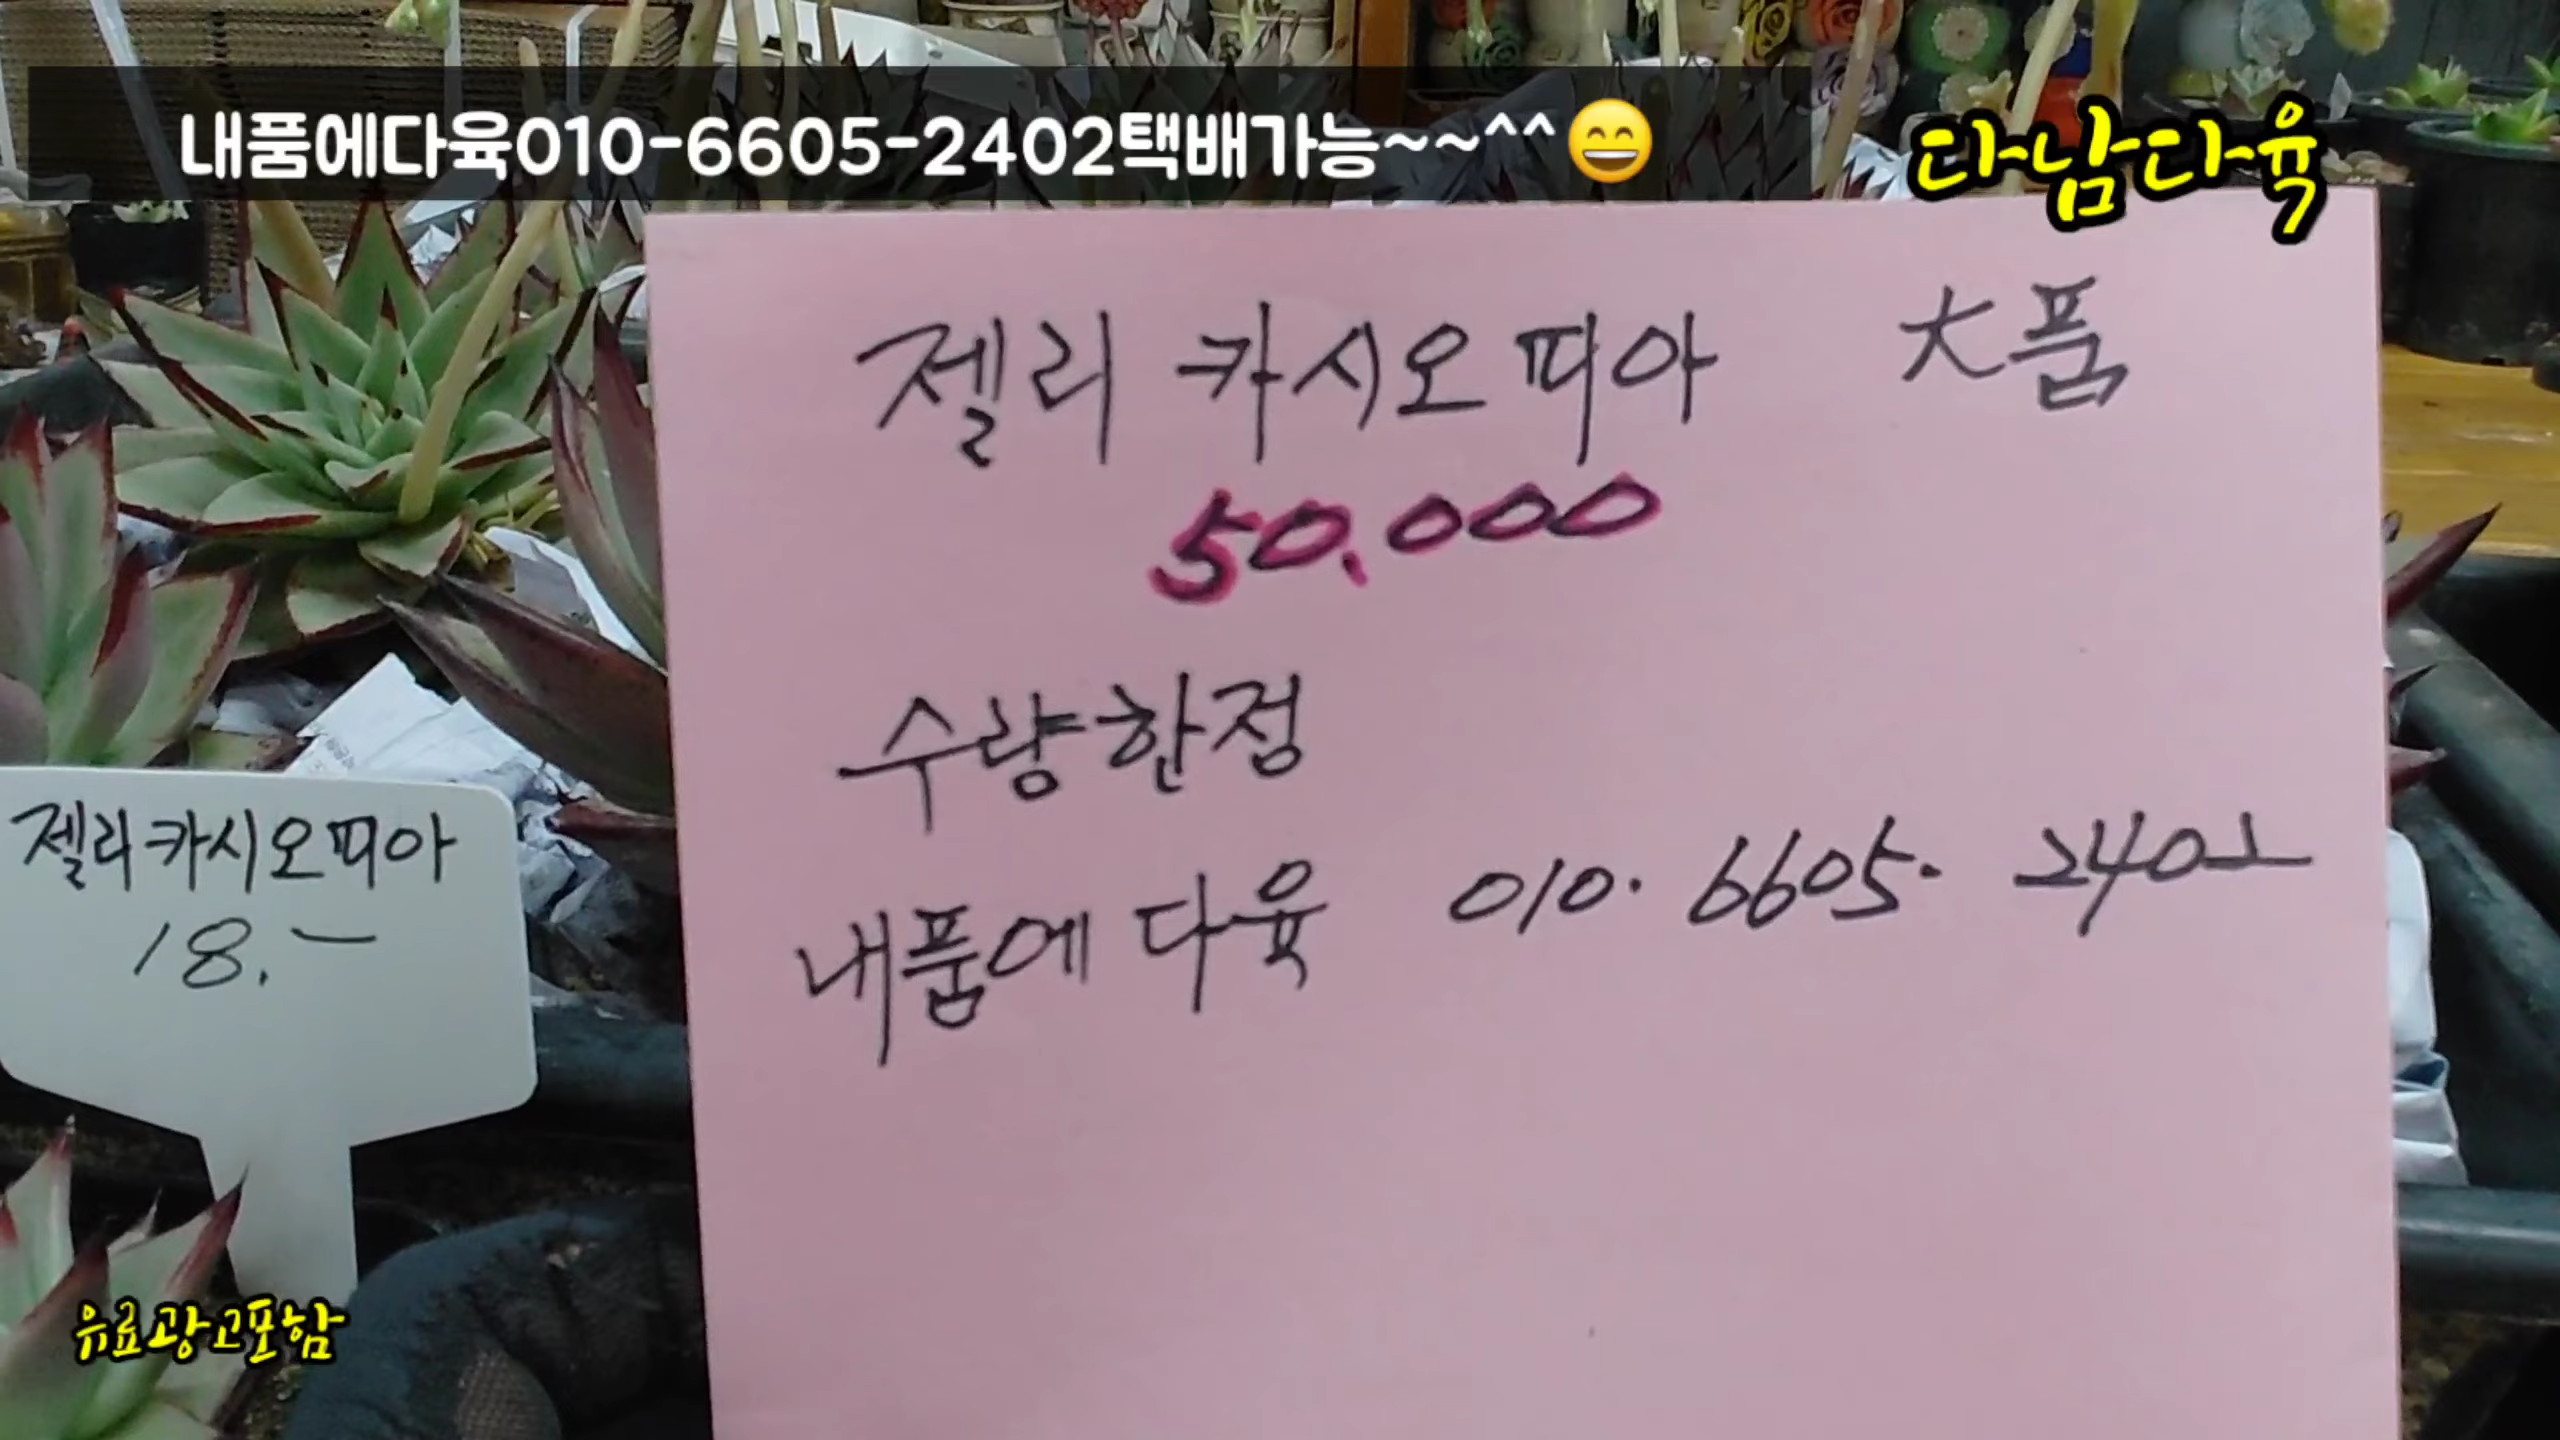 내품에다육010-6605-2402택배가능~~^^😄
다남다육
젤리 카시오피아 大품
50.000
수량한정
내품에 다육 010. 6605. 2402
젤리카시오피아
18.-
유료광고포함